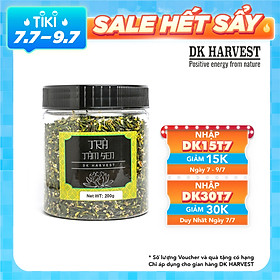 TIKI
7.7-9.7
SALE HẾT SẨY
DK HARVEST
Positive energy from nature
TRÀ
TÂM SEN
DK HARVEST
Net WT: 200g
NHẬP
DK15T7
GIẢM 15K
Ngày 7 - 9/7
NHẬP
DK30T7
GIẢM 30K
Duy Nhất Ngày 7/7
* Số lượng Voucher và quà tặng có hạng
Chỉ áp dụng cho gian hàng DK HARVEST